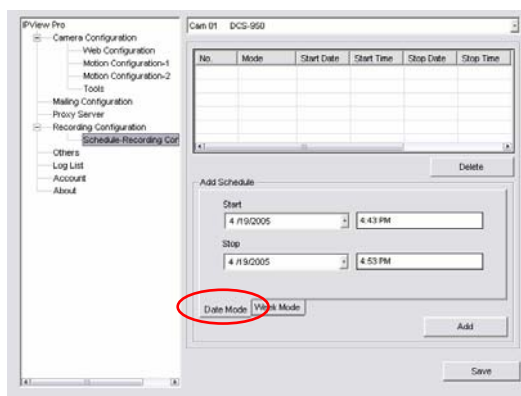 IPView Pro
Camera Configuration
Web Configuration
Motion Configuration-1
Motion Configuration-2
Tools
Mailing Configuration
Proxy Server
Recording Configuration
Schedule-Recording Con
Others
Log List
Account
About
Cam 01 DCS-950
No. Mode Start Date Start Time Stop Date Stop Time
Delete
Add Schedule
Start
4 /19/2005 4:43 PM
Stop
4 /19/2005 4:53 PM
Date Mode Week Mode
Add
Save